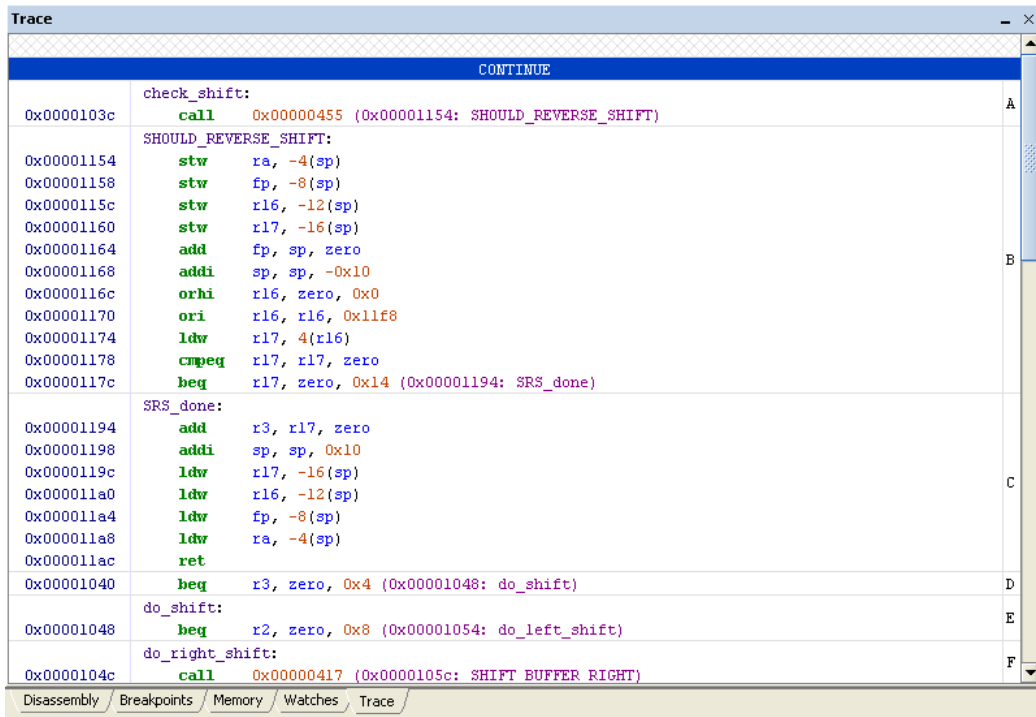 Trace
CONTINUE
check_shift:
0x0000103c call 0x00000455 (0x00001154: SHOULD_REVERSE_SHIFT)
A
SHOULD_REVERSE_SHIFT:
0x00001154 stw ra, -4(sp)
0x00001158 stw fp, -8(sp)
0x0000115c stw r16, -12(sp)
0x00001160 stw r17, -16(sp)
0x00001164 add fp, sp, zero
0x00001168 addi sp, sp, -0x10
B
0x0000116c orhi r16, zero, 0x0
0x00001170 ori r16, r16, 0x11f8
0x00001174 ldw r17, 4(r16)
0x00001178 cmpeq r17, r17, zero
0x0000117c beq r17, zero, 0x14 (0x00001194: SRS_done)
SRS_done:
0x00001194 add r3, r17, zero
0x00001198 addi sp, sp, 0x10
0x0000119c ldw r17, -16(sp)
C
0x000011a0 ldw r16, -12(sp)
0x000011a4 ldw fp, -8(sp)
0x000011a8 ldw ra, -4(sp)
0x000011ac ret
0x00001040 beq r3, zero, 0x4 (0x00001048: do_shift) D
do_shift:
0x00001048 beq r2, zero, 0x8 (0x00001054: do_left_shift)
E
do_right_shift:
0x0000104c call 0x00000417 (0x0000105c: SHIFT_BUFFER_RIGHT)
F
Disassembly Breakpoints Memory Watches Trace